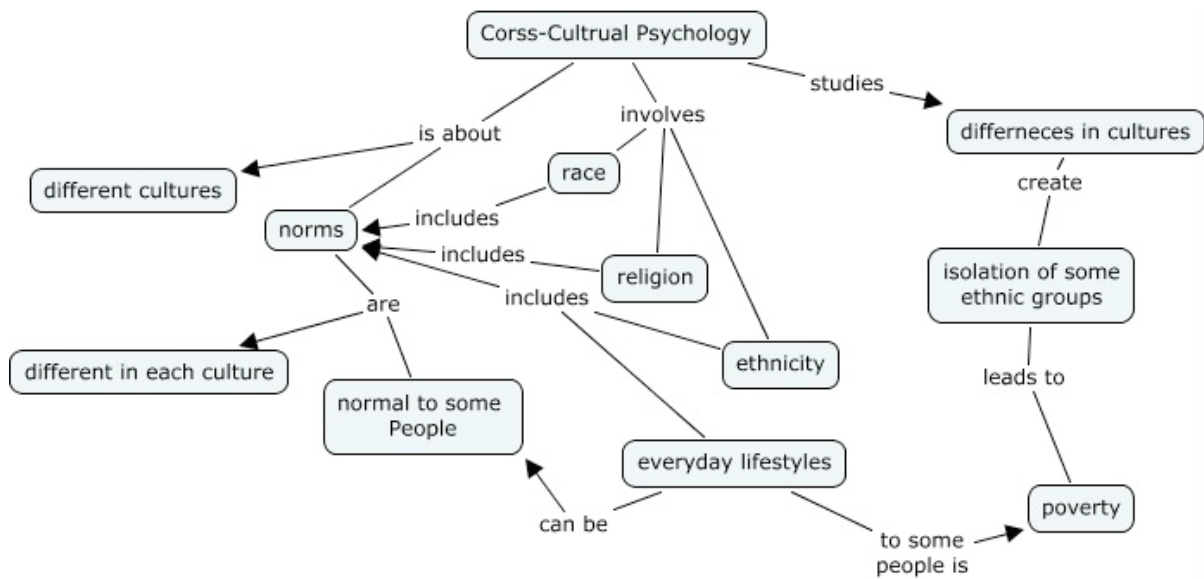 Corss-Cultrual Psychology
studies
involves
is about
differneces in cultures
race
different cultures
create
includes
norms
includes
religion
isolation of some
ethnic groups
includes
are
ethnicity
different in each culture
leads to
normal to some
People
everyday lifestyles
poverty
can be
to some
people is